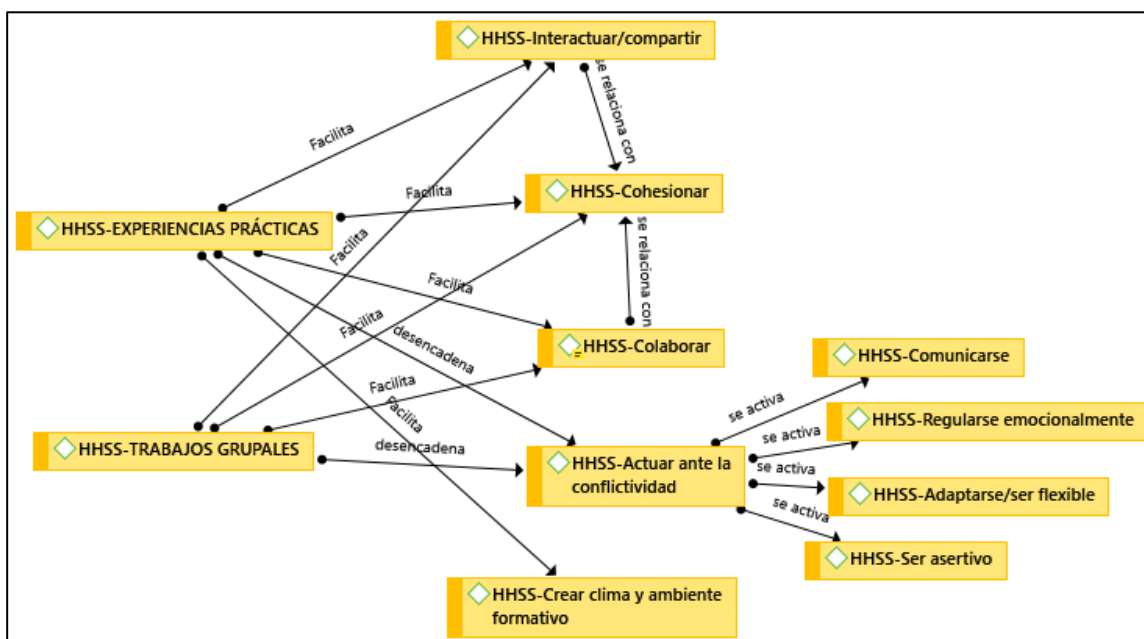 HHSS-Interactuar/compartir
se relaciona con
Facilita
HHSS-Cohesionar
Facilita
HHSS-EXPERIENCIAS PRÁCTICAS
Facilita
se relaciona con
Facilita
Facilita
desencadena
HHSS-Colaborar
HHSS-Comunicarse
Facilita
Facilita
se activa
HHSS-TRABAJOS GRUPALES
desencadena
HHSS-Actuar ante la
conflictividad
se activa
HHSS-Regularse emocionalmente
se activa
HHSS-Adaptarse/ser flexible
se activa
HHSS-Ser asertivo
HHSS-Crear clima y ambiente
formativo